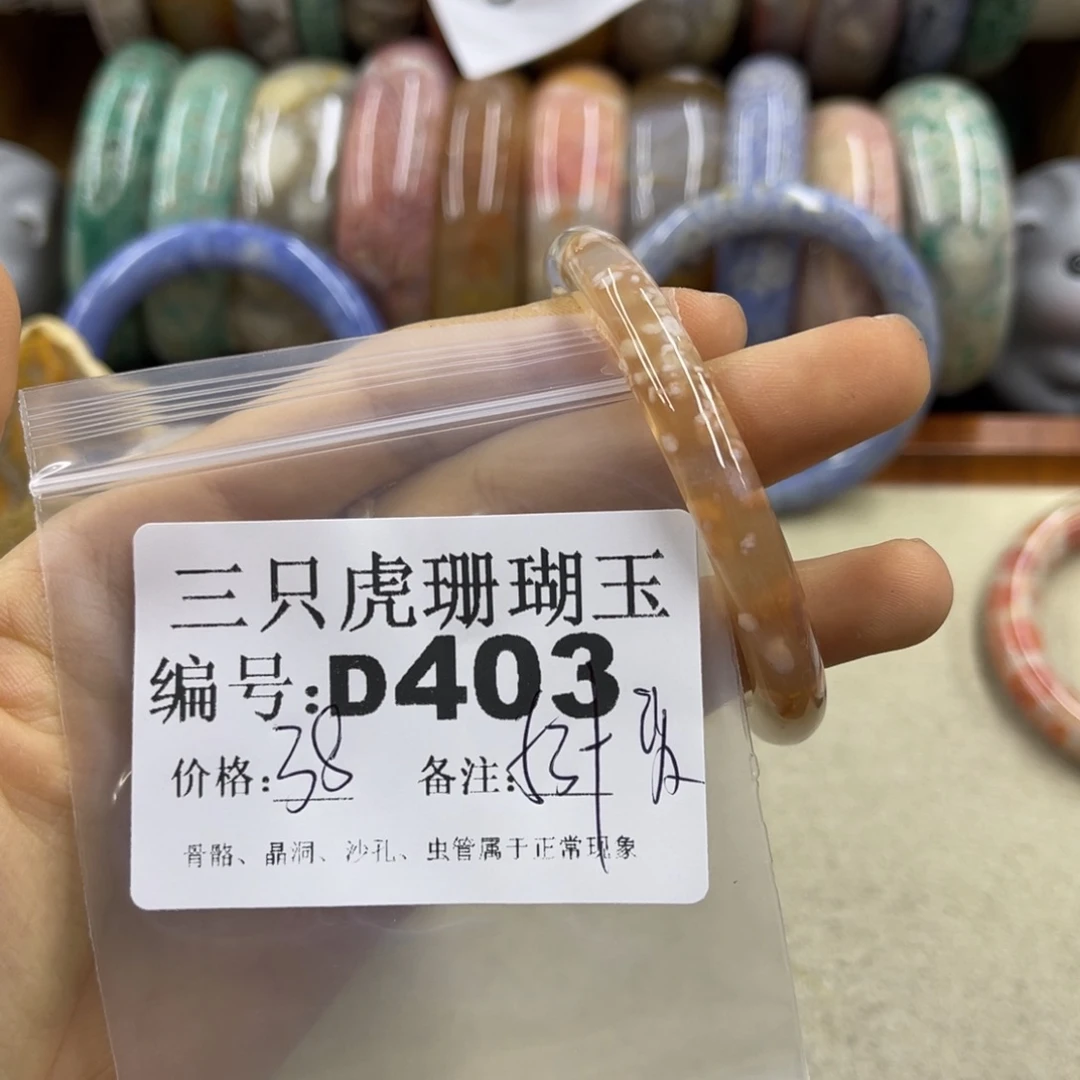 三只虎珊瑚玉
编号:D403
价格:38 备注:
骨骼、晶洞、沙孔、虫管属于正常现象